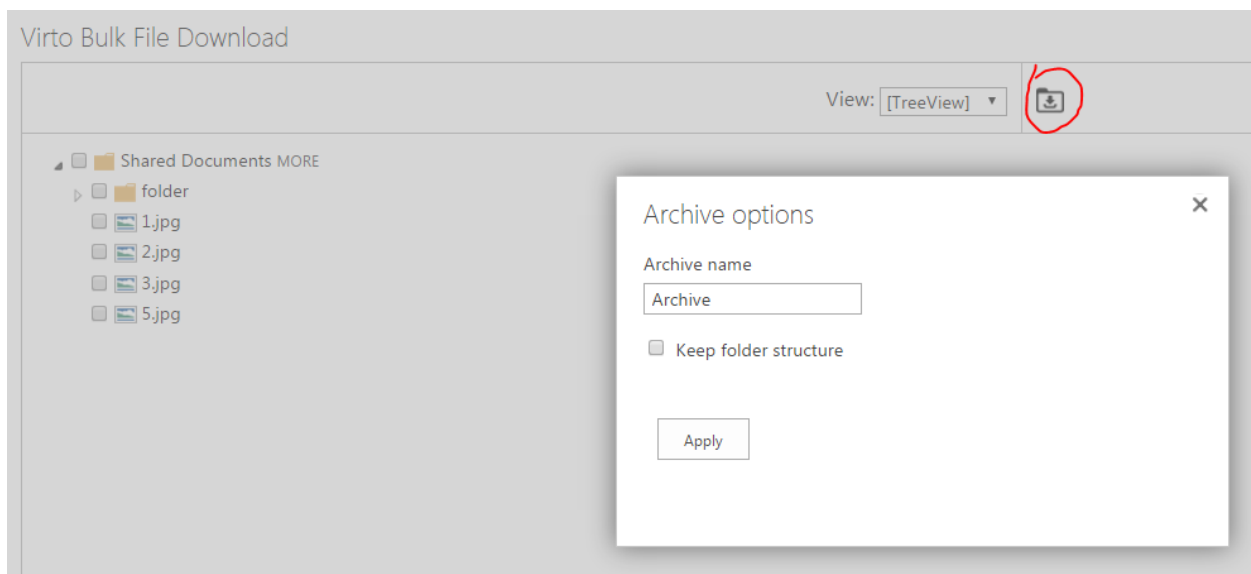 Virto Bulk File Download
View: [TreeView]
Shared Documents MORE
folder
1.jpg
2.jpg
3.jpg
5.jpg
Archive options
Archive name
Archive
Keep folder structure
Apply